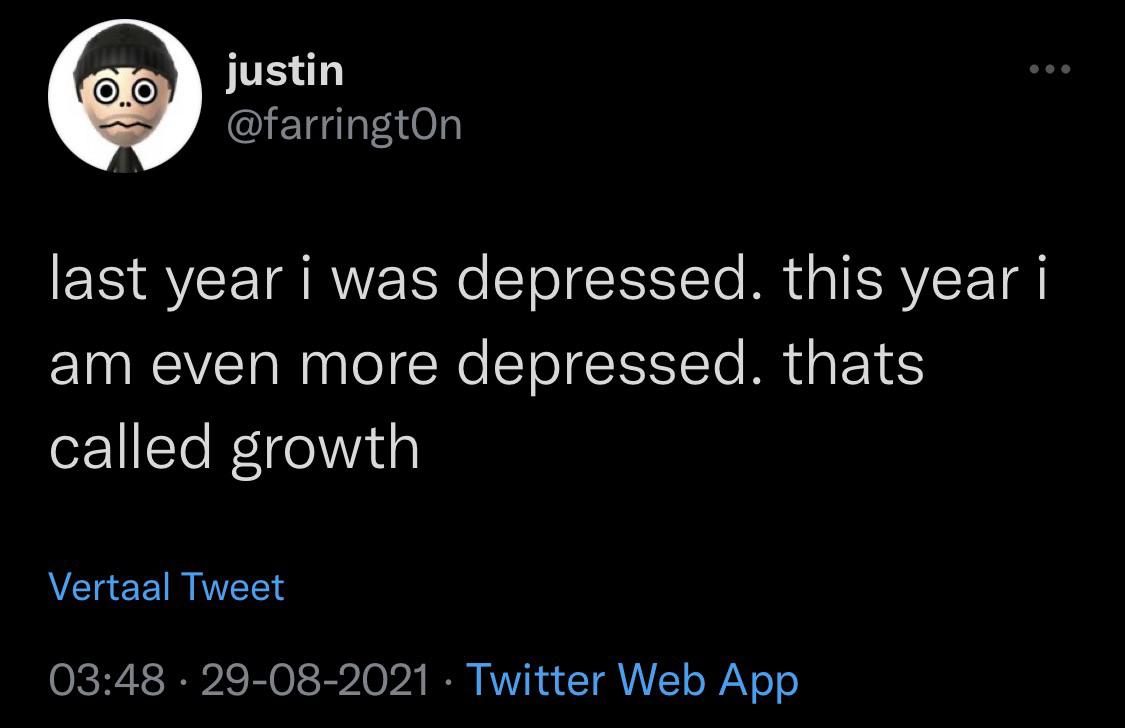 justin
@farringt0n
last year i was depressed. this year i
am even more depressed. thats
called growth
Vertaal Tweet
03:48 · 29-08-2021 · Twitter Web App